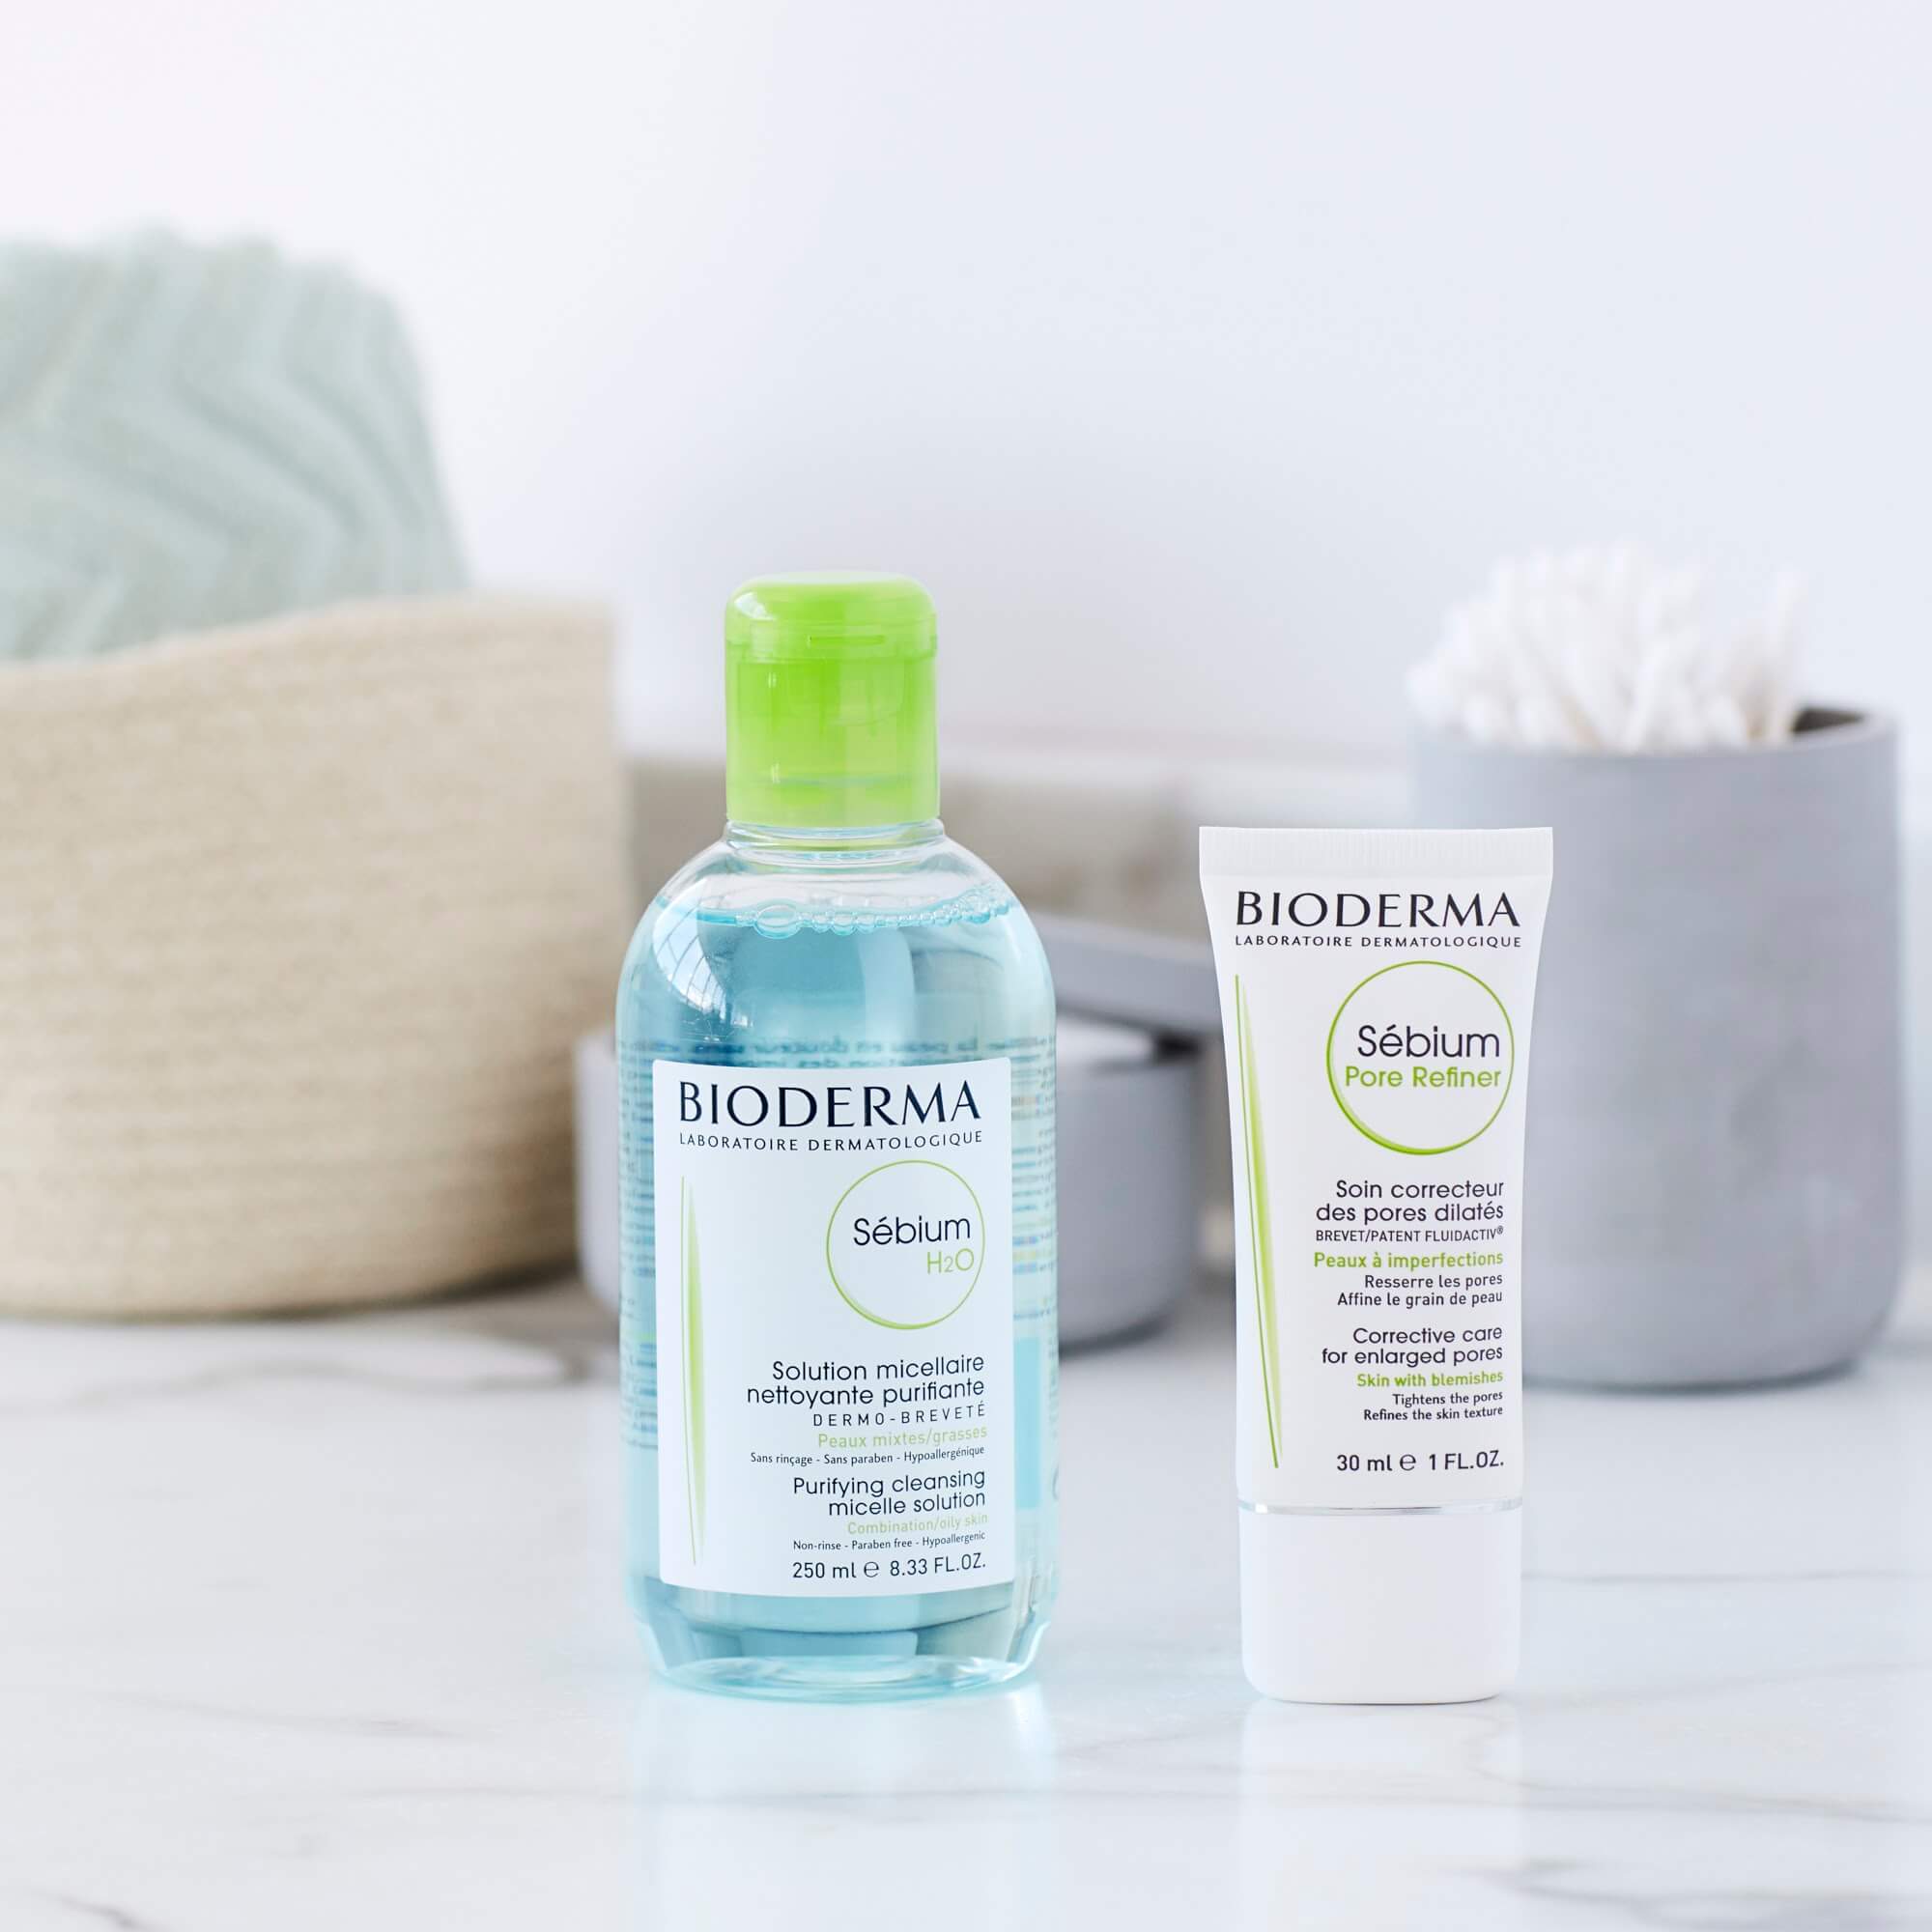 BIODERMA
LABORATOIRE DERMATOLOGIQUE
Sébium
H2O
Solution micellaire
nettoyante purifiante
DERMO-BREVETÉ
Peaux mixtes/grasses
Sans rinçage - Sans paraben - Hypoallergénique
Purifying cleansing
micelle solution
Combination/oily skin
Non-rinse - Paraben free - Hypoallergenic
250 ml ℮ 8.33 FL.OZ.
BIODERMA
LABORATOIRE DERMATOLOGIQUE
Sébium
Pore Refiner
Soin correcteur
des pores dilatés
BREVET/PATENT FLUIDACTIV®
Peaux à imperfections
Resserre les pores
Affine le grain de peau
Corrective care
for enlarged pores
Skin with blemishes
Tightens the pores
Refines the skin texture
30 ml ℮ 1 FL.OZ.